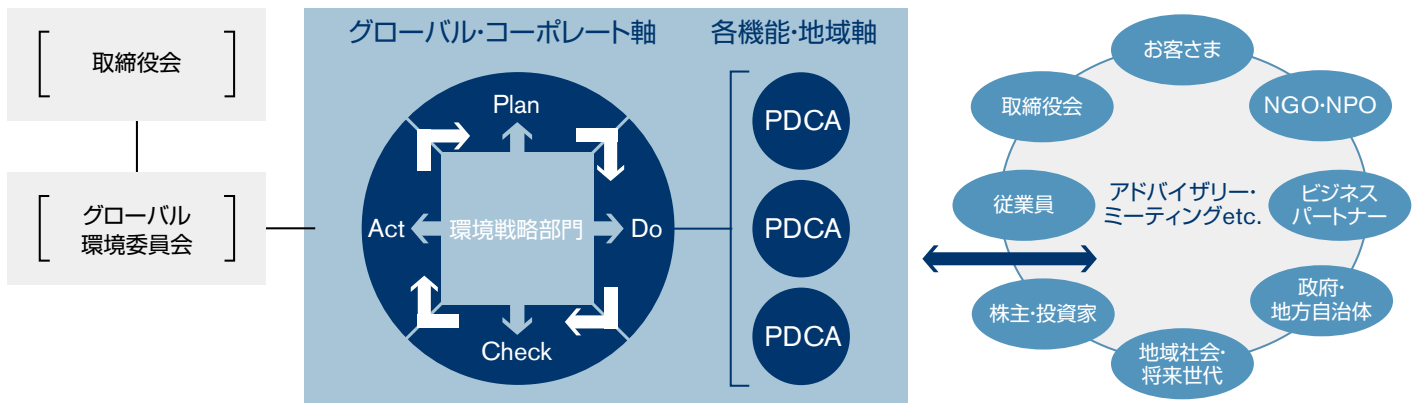 取締役会
グローバル
環境委員会
グローバル・コーポレート軸
各機能・地域軸
Plan
Act
環境戦略部門
Do
Check
PDCA
PDCA
PDCA
お客さま
取締役会
NGO・NPO
従業員
アドバイザリー・
ミーティングetc.
ビジネス
パートナー
株主・投資家
政府・
地方自治体
地域社会・
将来世代